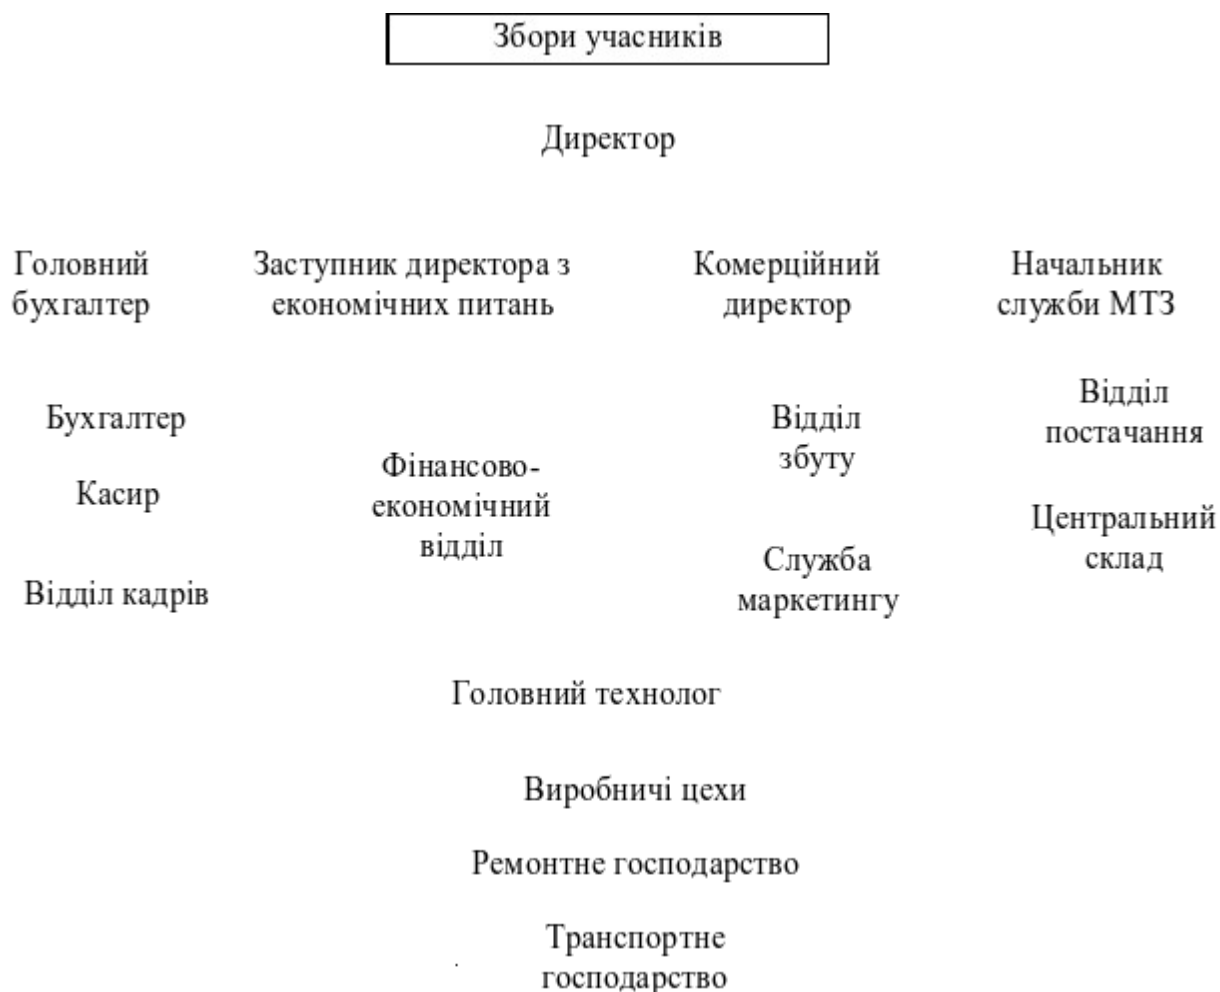 Збори учасників
Директор
Головний
бухгалтер
Заступник директора з
економічних питань
Комерційний
директор
Начальник
служби МТЗ
Бухгалтер
Касир
Відділ кадрів
Фінансово-
економічний
відділ
Відділ
збуту
Служба
маркетингу
Відділ
постачання
Центральний
склад
Головний технолог
Виробничі цехи
Ремонтне господарство
Транспортне
господарство